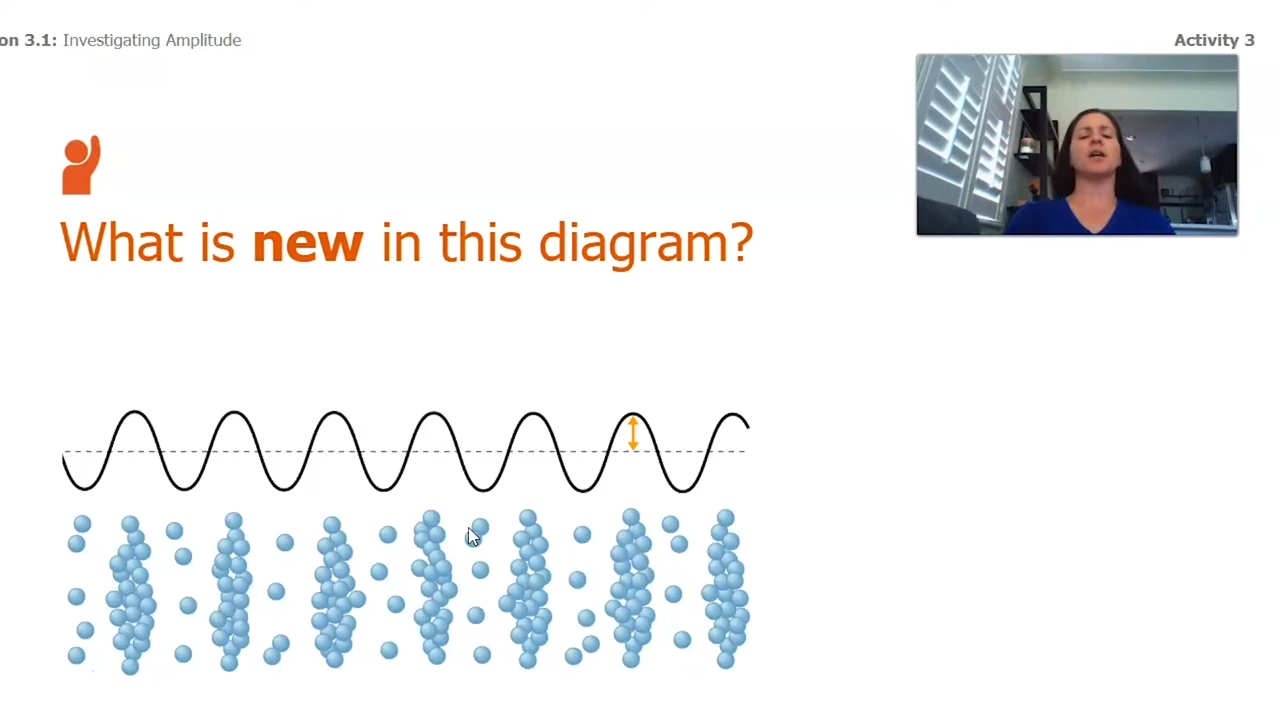 on 3.1: Investigating Amplitude
Activity 3
What is new in this diagram?